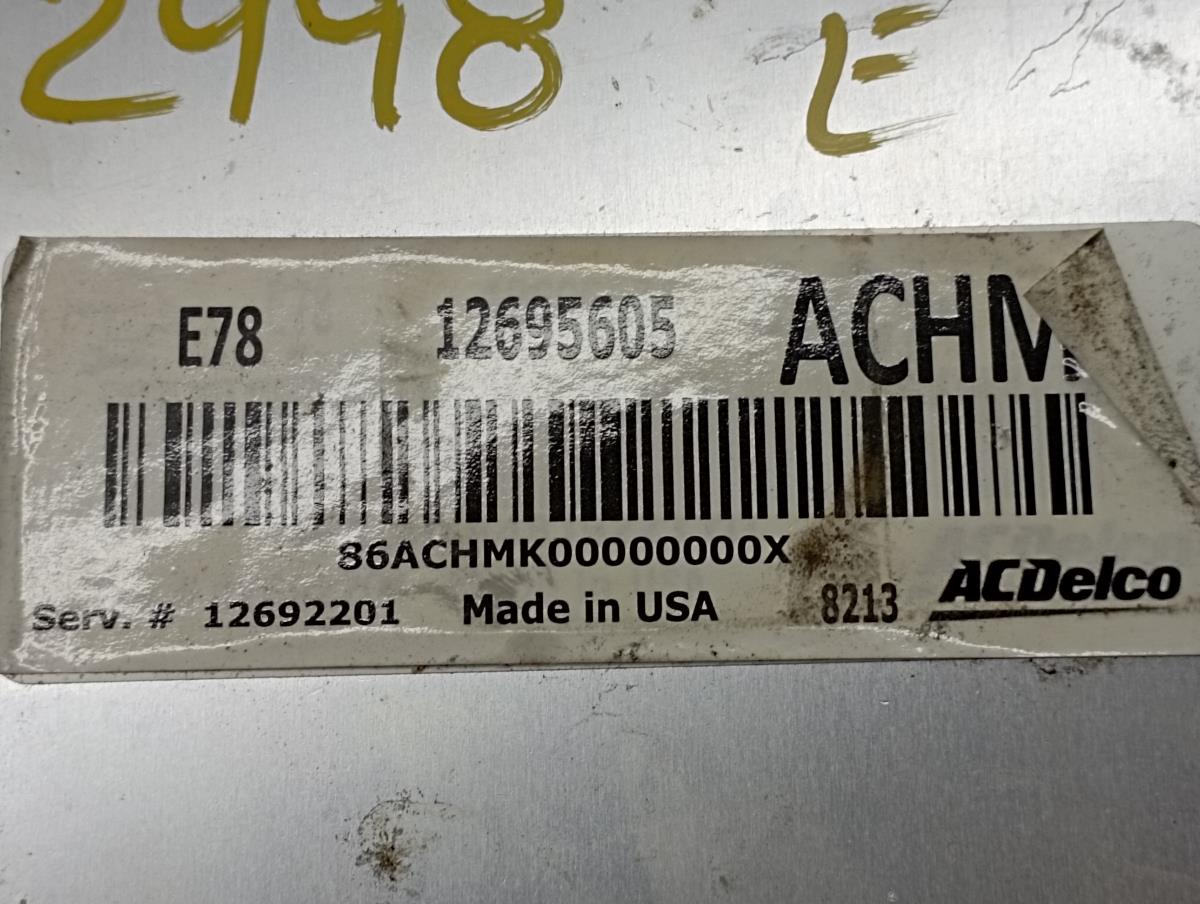 2998 E
E78 12695605 ACHM
86ACHMK00000000X
Serv. # 12692201 Made in USA 8213 ACDelco